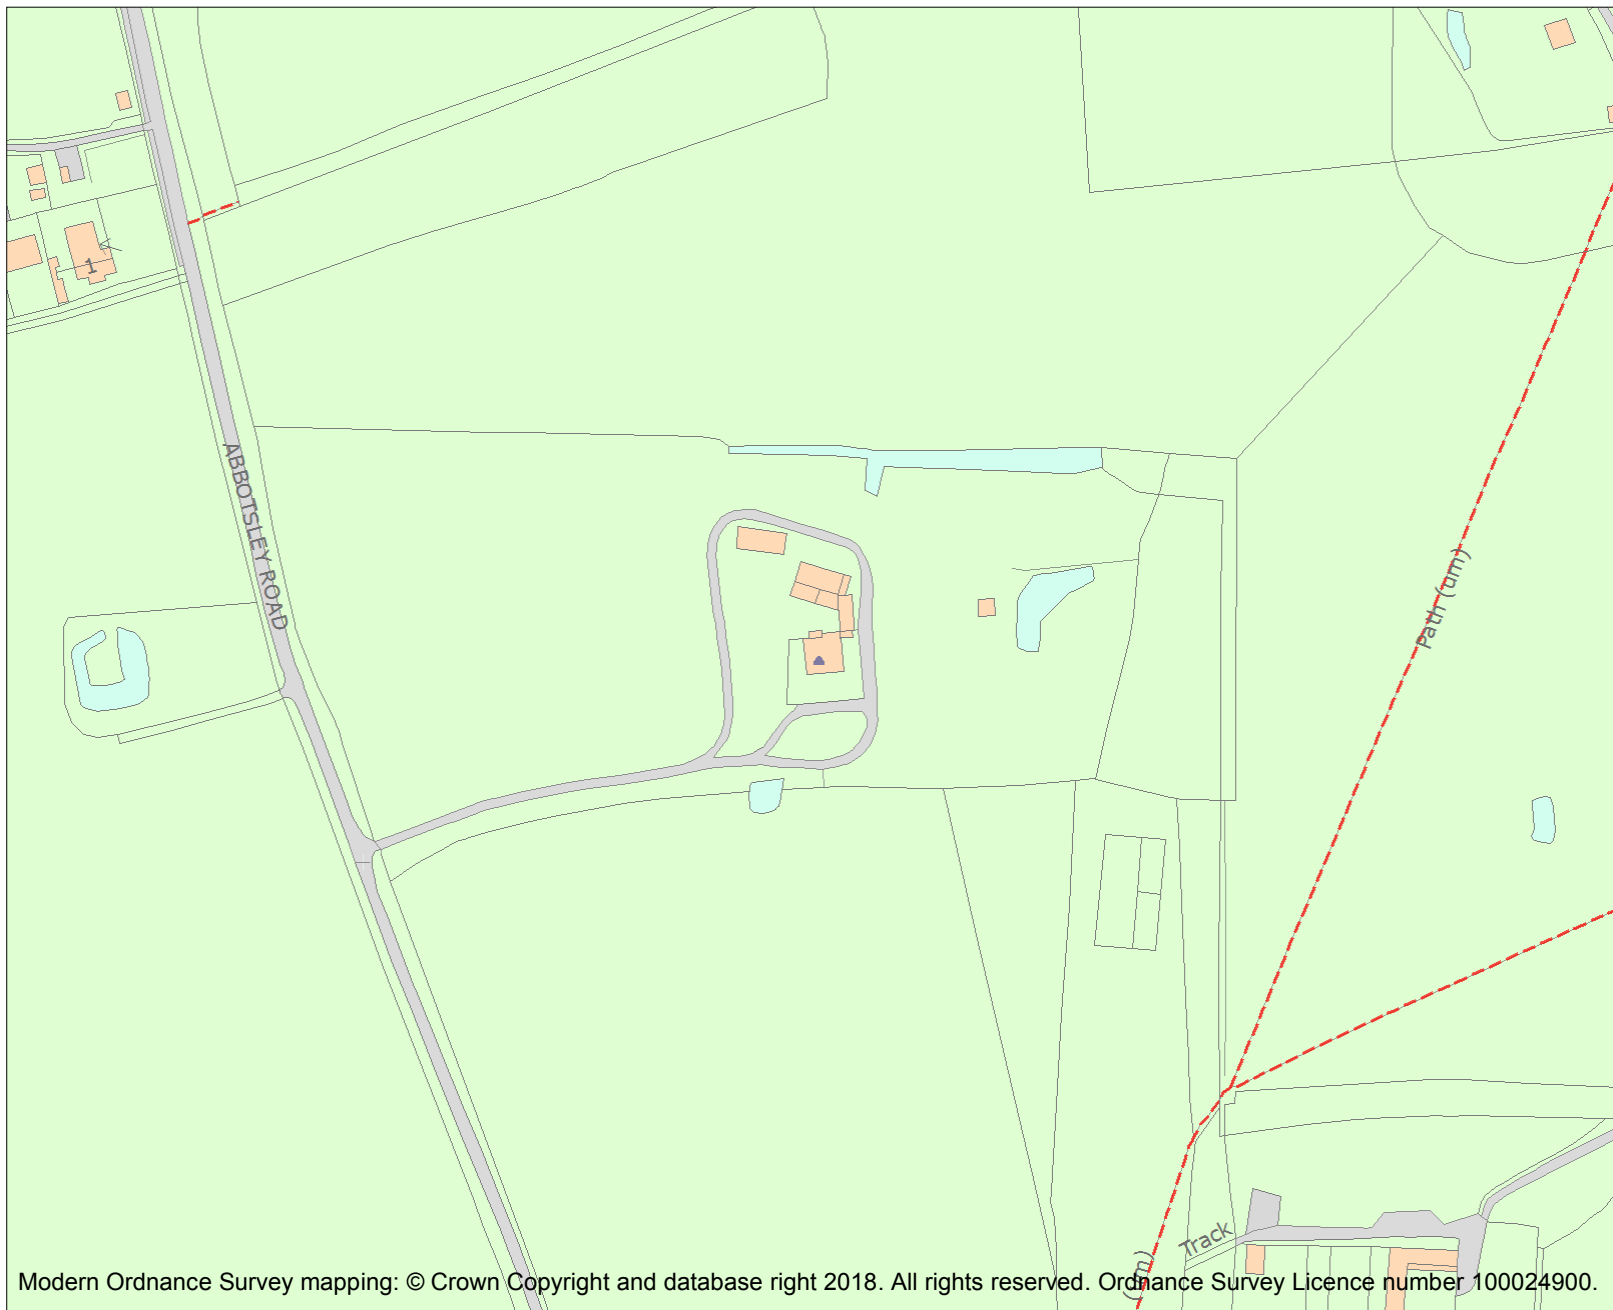 1
ABBOTSLEY ROAD
Path (um)
Track
(um)
Modern Ordnance Survey mapping: © Crown Copyright and database right 2018. All rights reserved. Ordnance Survey Licence number 100024900.